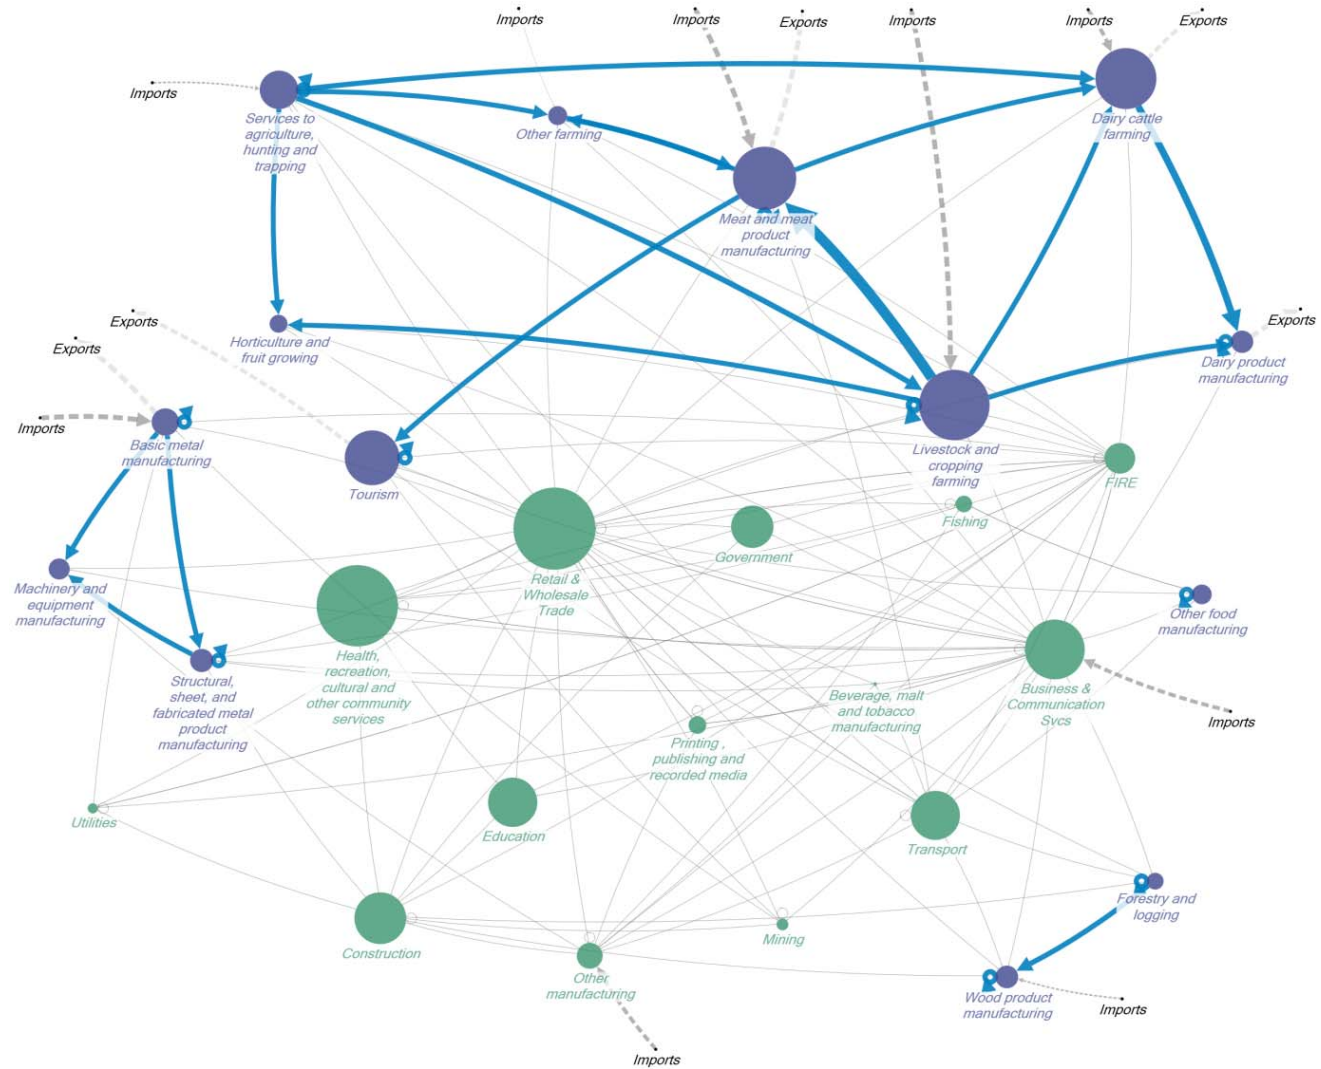 Imports
Imports
Exports
Imports
Imports
Exports
Imports
Services to
agriculture,
hunting and
trapping
Other farming
Dairy cattle
farming
Meat and meat
product
manufacturing
Exports
Exports
Horticulture and
fruit growing
Exports
Dairy product
manufacturing
Imports
Basic metal
manufacturing
Tourism
Livestock and
cropping
farming
FIRE
Fishing
Government
Retail &
Wholesale
Trade
Machinery and
equipment
manufacturing
Other food
manufacturing
Health,
recreation,
cultural and
other community
services
Structural,
sheet, and
fabricated metal
product
manufacturing
Beverage, malt
and tobacco
manufacturing
Business &
Communication
Svcs
Imports
Printing ,
publishing and
recorded media
Utilities
Education
Transport
Forestry and
logging
Construction
Mining
Other
manufacturing
Wood product
manufacturing
Imports
Imports